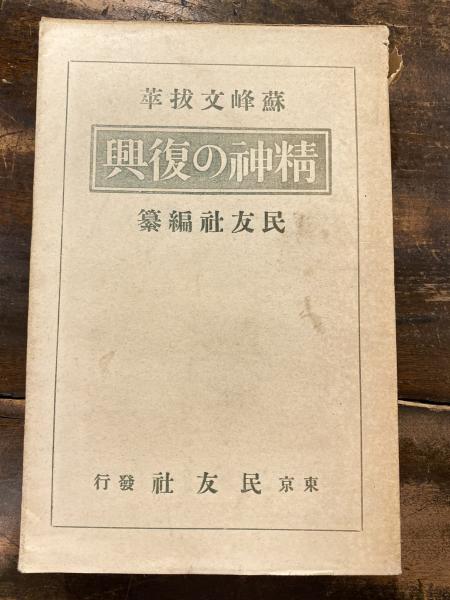 蘇峰文抜萃
精神の復興
民友社編纂
東京 民友社 發行